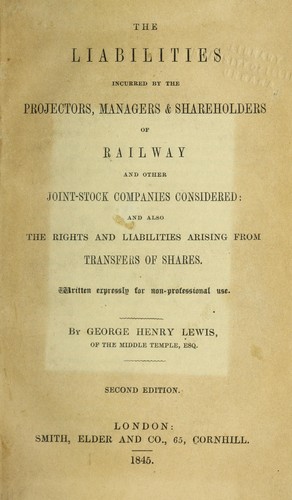 THE
LIABILITIES
INCURRED BY THE
PROJECTORS, MANAGERS & SHAREHOLDERS
OF
RAILWAY
AND OTHER
JOINT-STOCK COMPANIES CONSIDERED:
AND ALSO
THE RIGHTS AND LIABILITIES ARISING FROM
TRANSFERS OF SHARES.
Written expressly for non-professional use.
BY GEORGE HENRY LEWIS,
OF THE MIDDLE TEMPLE, ESQ.
SECOND EDITION.
LONDON:
SMITH, ELDER AND CO., 65, CORNHILL.
1845.